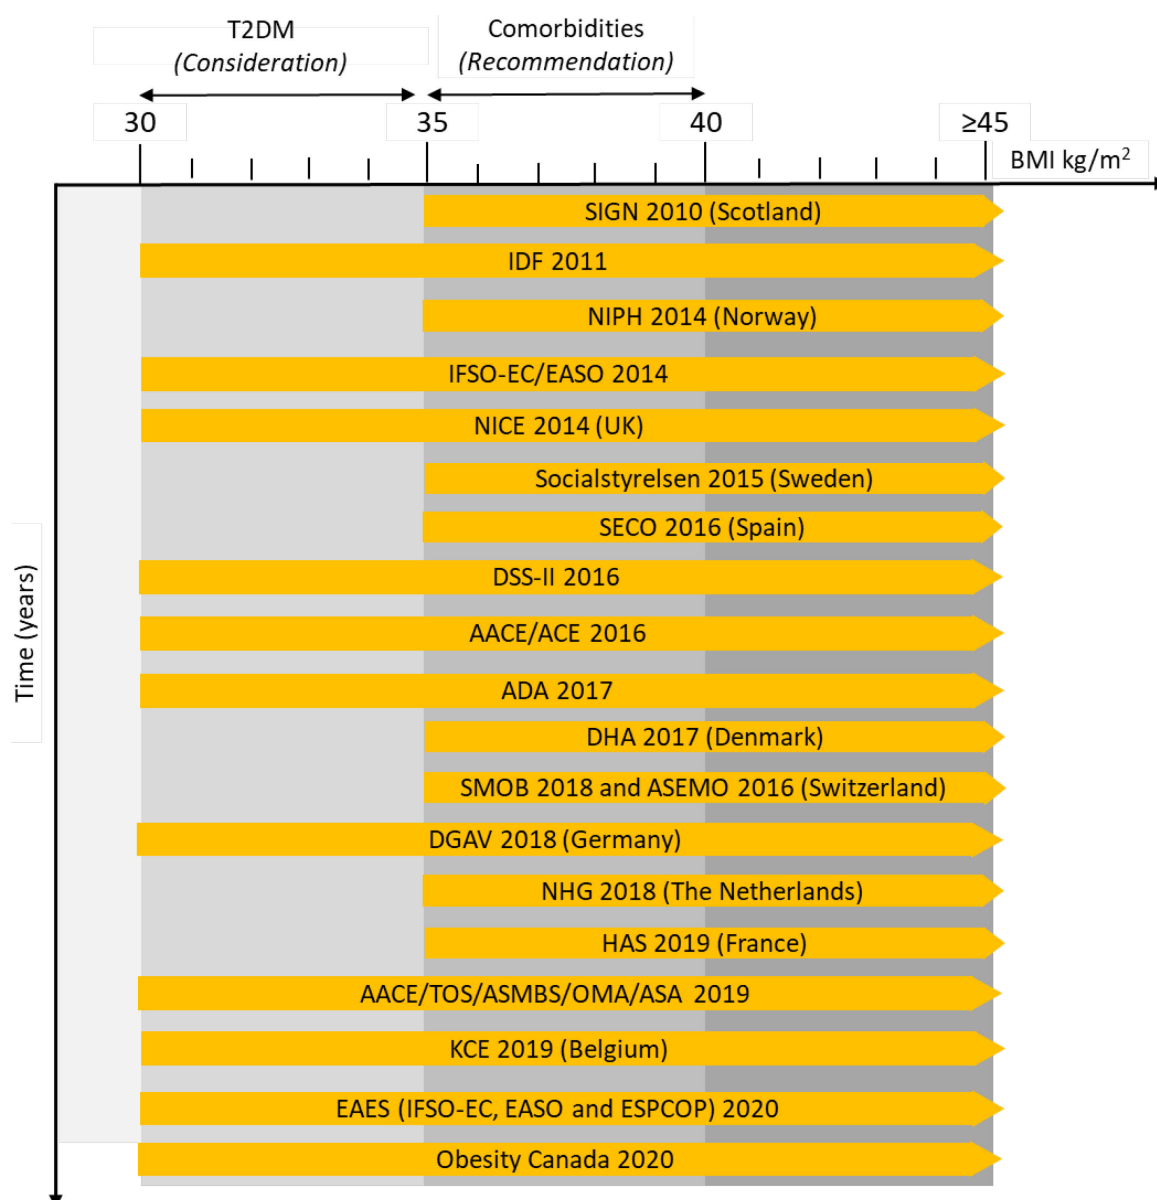 T2DM
(Consideration)
Comorbidities
(Recommendation)
30
35
40
≥45
BMI kg/m²
SIGN 2010 (Scotland)
IDF 2011
NIPH 2014 (Norway)
IFSO-EC/EASO 2014
NICE 2014 (UK)
Socialstyrelsen 2015 (Sweden)
SECO 2016 (Spain)
DSS-II 2016
AACE/ACE 2016
ADA 2017
DHA 2017 (Denmark)
SMOB 2018 and ASEMO 2016 (Switzerland)
DGAV 2018 (Germany)
NHG 2018 (The Netherlands)
HAS 2019 (France)
AACE/TOS/ASMBS/OMA/ASA 2019
KCE 2019 (Belgium)
EAES (IFSO-EC, EASO and ESPCOP) 2020
Obesity Canada 2020
Time (years)